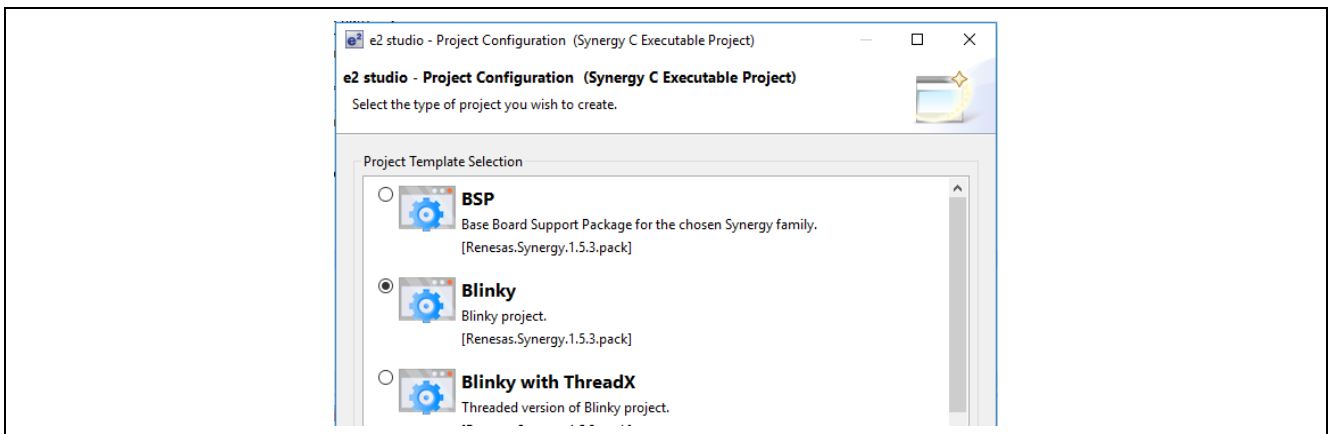 e2 studio - Project Configuration (Synergy C Executable Project)
e2 studio - Project Configuration (Synergy C Executable Project)
Select the type of project you wish to create.
Project Template Selection
BSP
Base Board Support Package for the chosen Synergy family.
[Renesas.Synergy.1.5.3.pack]
Blinky
Blinky project.
[Renesas.Synergy.1.5.3.pack]
Blinky with ThreadX
Threaded version of Blinky project.